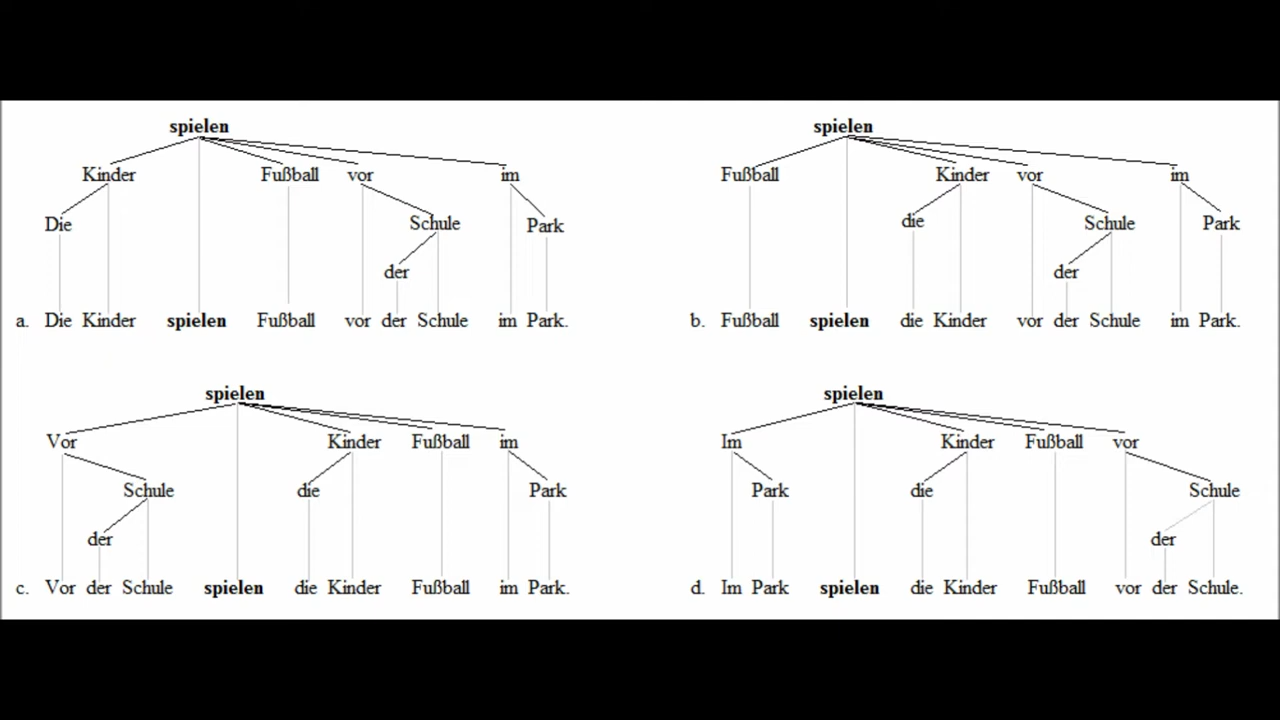 spielen
Kinder Fußball vor im
Die Schule Park
der
a. Die Kinder spielen Fußball vor der Schule im Park.
spielen
Fußball Kinder vor im
die Schule Park
der
b. Fußball spielen die Kinder vor der Schule im Park.
spielen
Vor Kinder Fußball im
Schule die Park
der
c. Vor der Schule spielen die Kinder Fußball im Park.
spielen
Im Kinder Fußball vor
Park die Schule
der
d. Im Park spielen die Kinder Fußball vor der Schule.